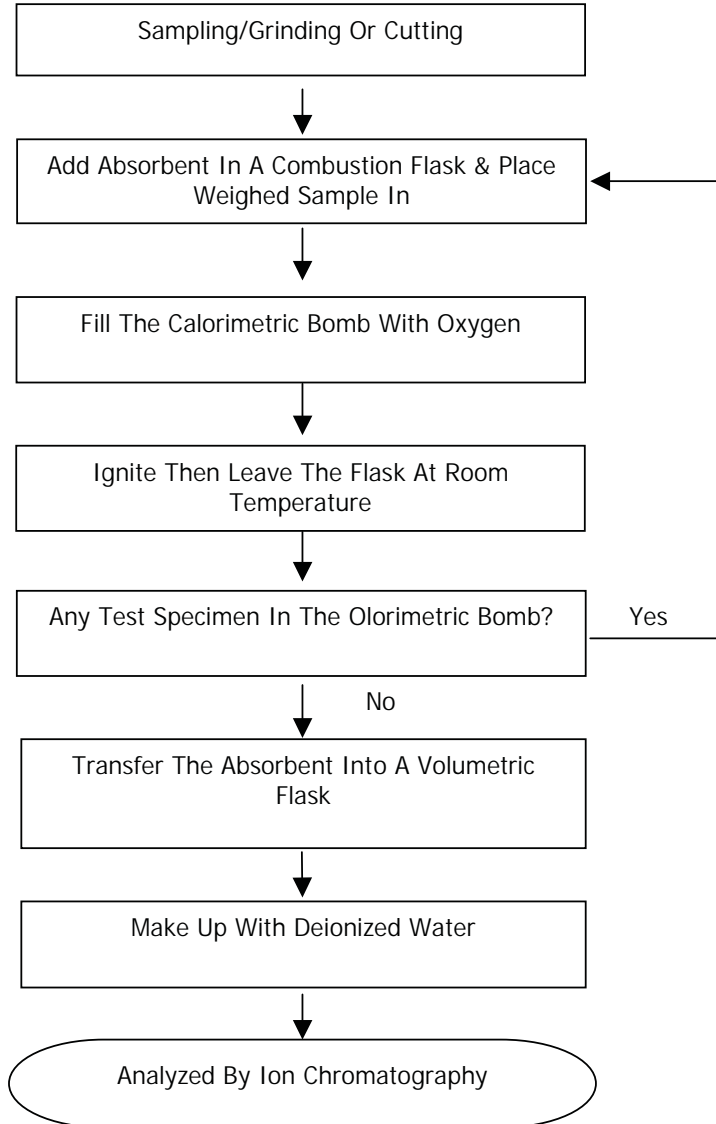 Sampling/Grinding Or Cutting
Add Absorbent In A Combustion Flask & Place
Weighed Sample In
Fill The Calorimetric Bomb With Oxygen
Ignite Then Leave The Flask At Room
Temperature
Any Test Specimen In The Olorimetric Bomb?
Yes
No
Transfer The Absorbent Into A Volumetric
Flask
Make Up With Deionized Water
Analyzed By Ion Chromatography